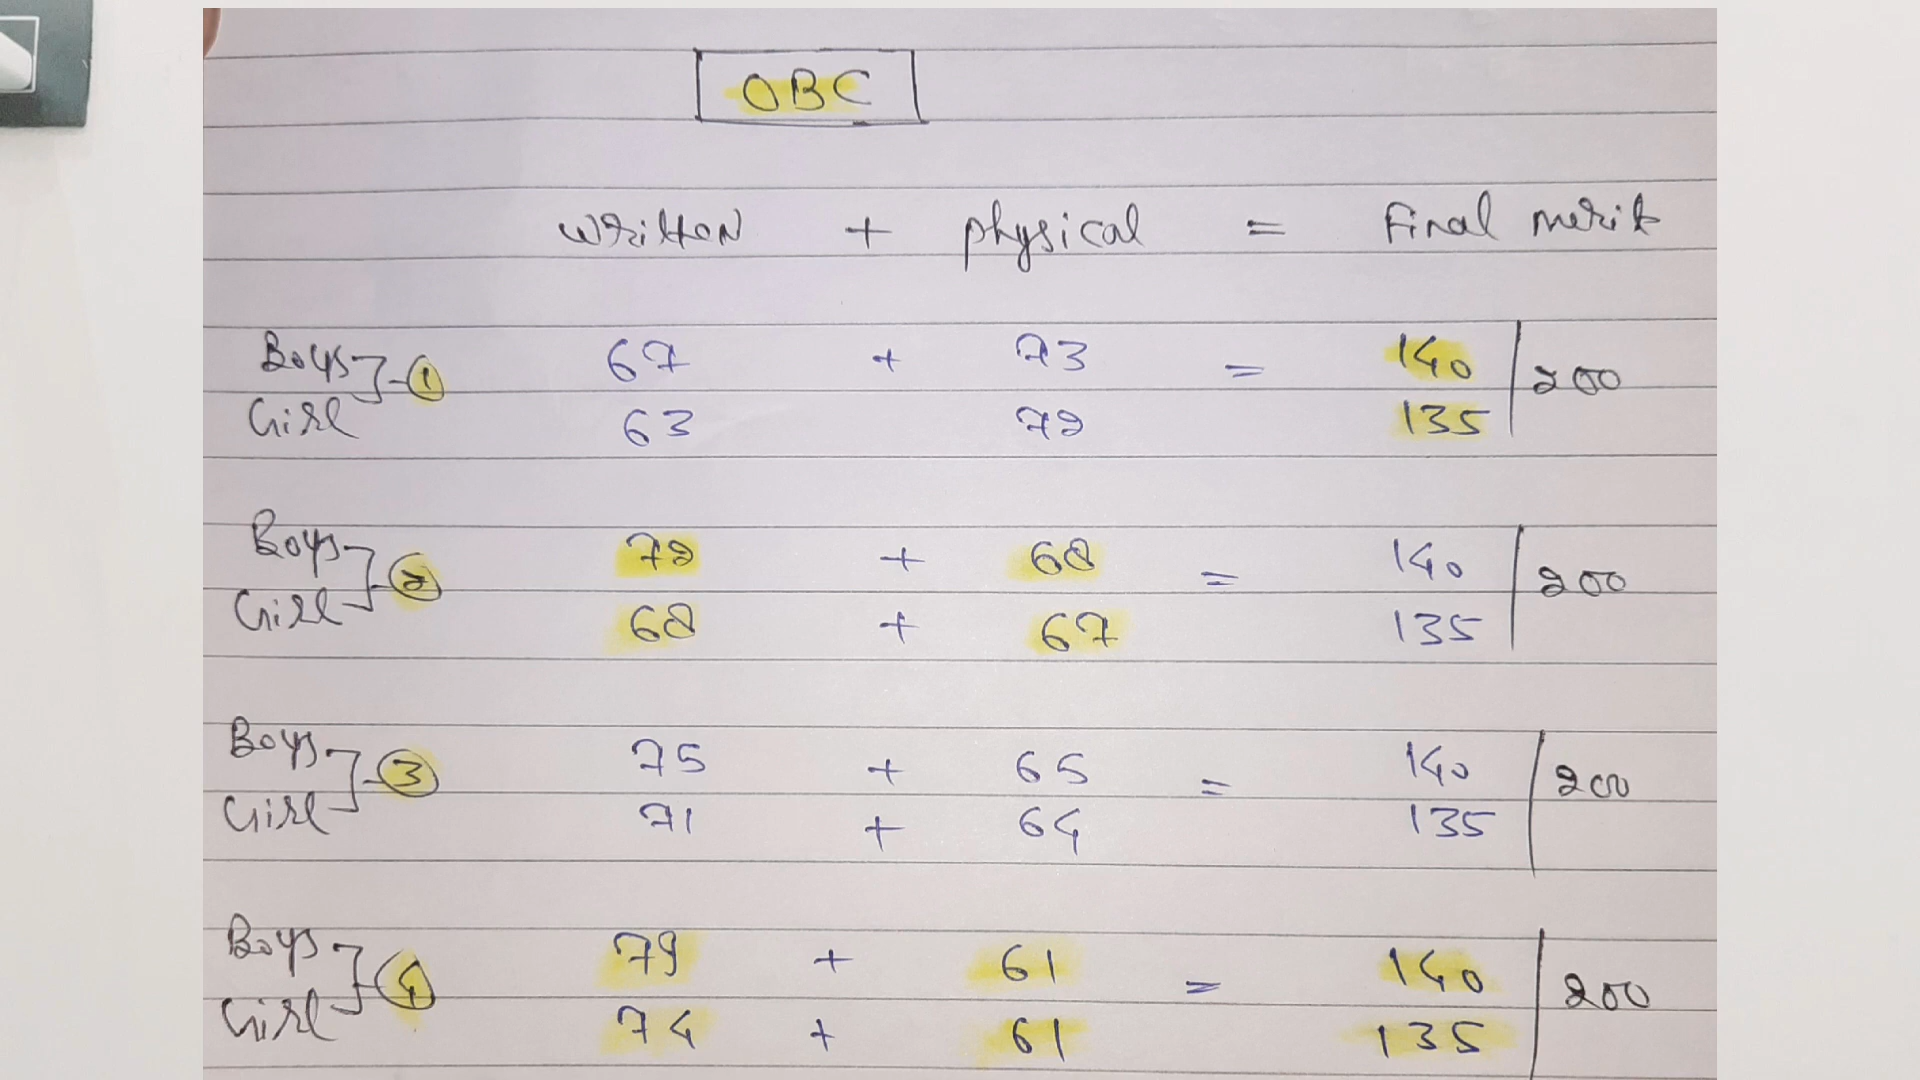 OBC
Written + Physical = Final merit
Boys 67 + 73 = 140 200
Girl ① 63 72 135
Boys 72 + 68 = 140 200
Girl ② 68 + 67 135
Boys 75 + 65 = 140 200
Girl ③ 71 + 64 135
Boys 79 + 61 = 140 200
Girl ④ 74 + 61 135